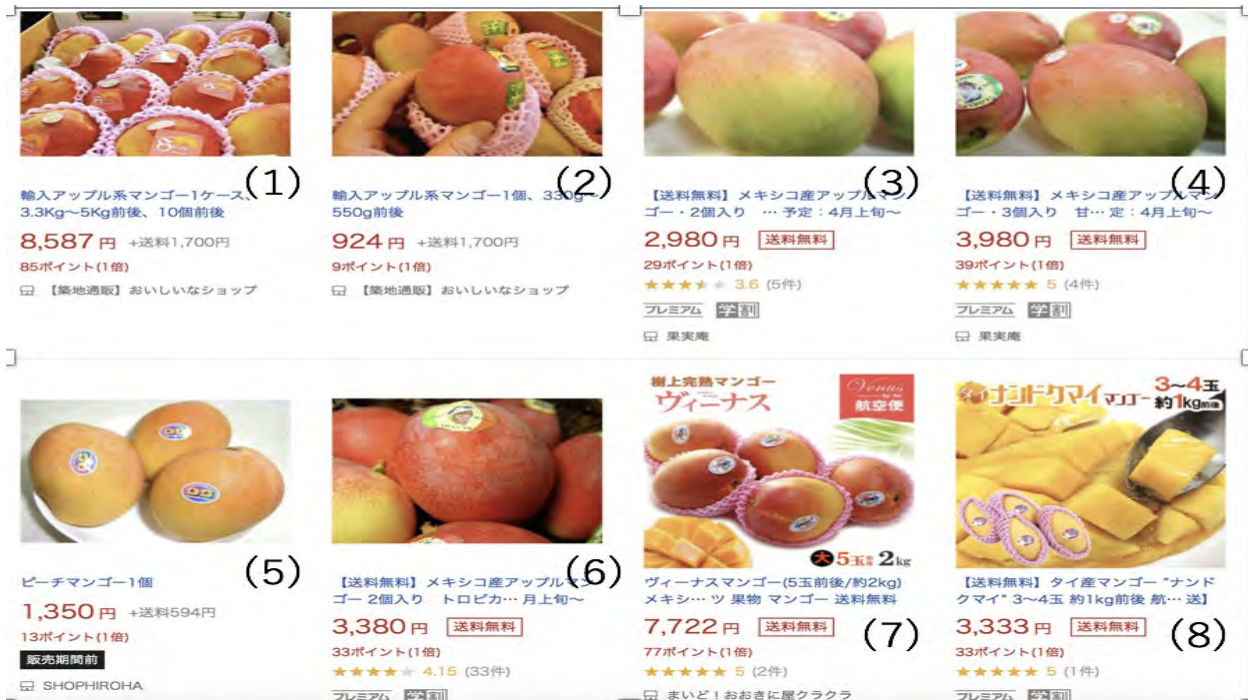 (1)
輸入アップル系マンゴー1ケース、
3.3Kg〜5Kg前後、10個前後
8,587 円 +送料1,700円
85ポイント(1倍)
【築地通販】おいしいなショップ
(2)
輸入アップル系マンゴー1個、330g〜
550g前後
924 円 +送料1,700円
9ポイント(1倍)
【築地通販】おいしいなショップ
(3)
【送料無料】メキシコ産アップルマン
ゴー・2個入り … 予定：4月上旬〜
2,980 円 送料無料
29ポイント(1倍)
3.6 (5件)
プレミアム 学割
果実庵
(4)
【送料無料】メキシコ産アップルマン
ゴー・3個入り 甘… 定：4月上旬〜
3,980 円 送料無料
39ポイント(1倍)
5 (4件)
プレミアム 学割
果実庵
(5)
ピーチマンゴー1個
1,350 円 +送料594円
13ポイント(1倍)
販売期間前
SHOPHIROHA
(6)
【送料無料】メキシコ産アップルマン
ゴー 2個入り トロピカ… 月上旬〜
3,380 円 送料無料
33ポイント(1倍)
4.15 (33件)
プレミアム 学割
樹上完熟マンゴー
ヴィーナス
Venus
航空便
大 5玉前後 2kg
ヴィーナスマンゴー(5玉前後/約2kg)
メキシ… ツ 果物 マンゴー 送料無料
7,722 円 送料無料
(7)
77ポイント(1倍)
5 (2件)
まいど！おおきに屋クラクラ
タイナンドクマイマンゴー
3〜4玉
約1kg前後
【送料無料】タイ産マンゴー "ナンド
クマイ" 3〜4玉 約1kg前後 航… 送】
3,333 円 送料無料
(8)
33ポイント(1倍)
5 (1件)
プレミアム 学割